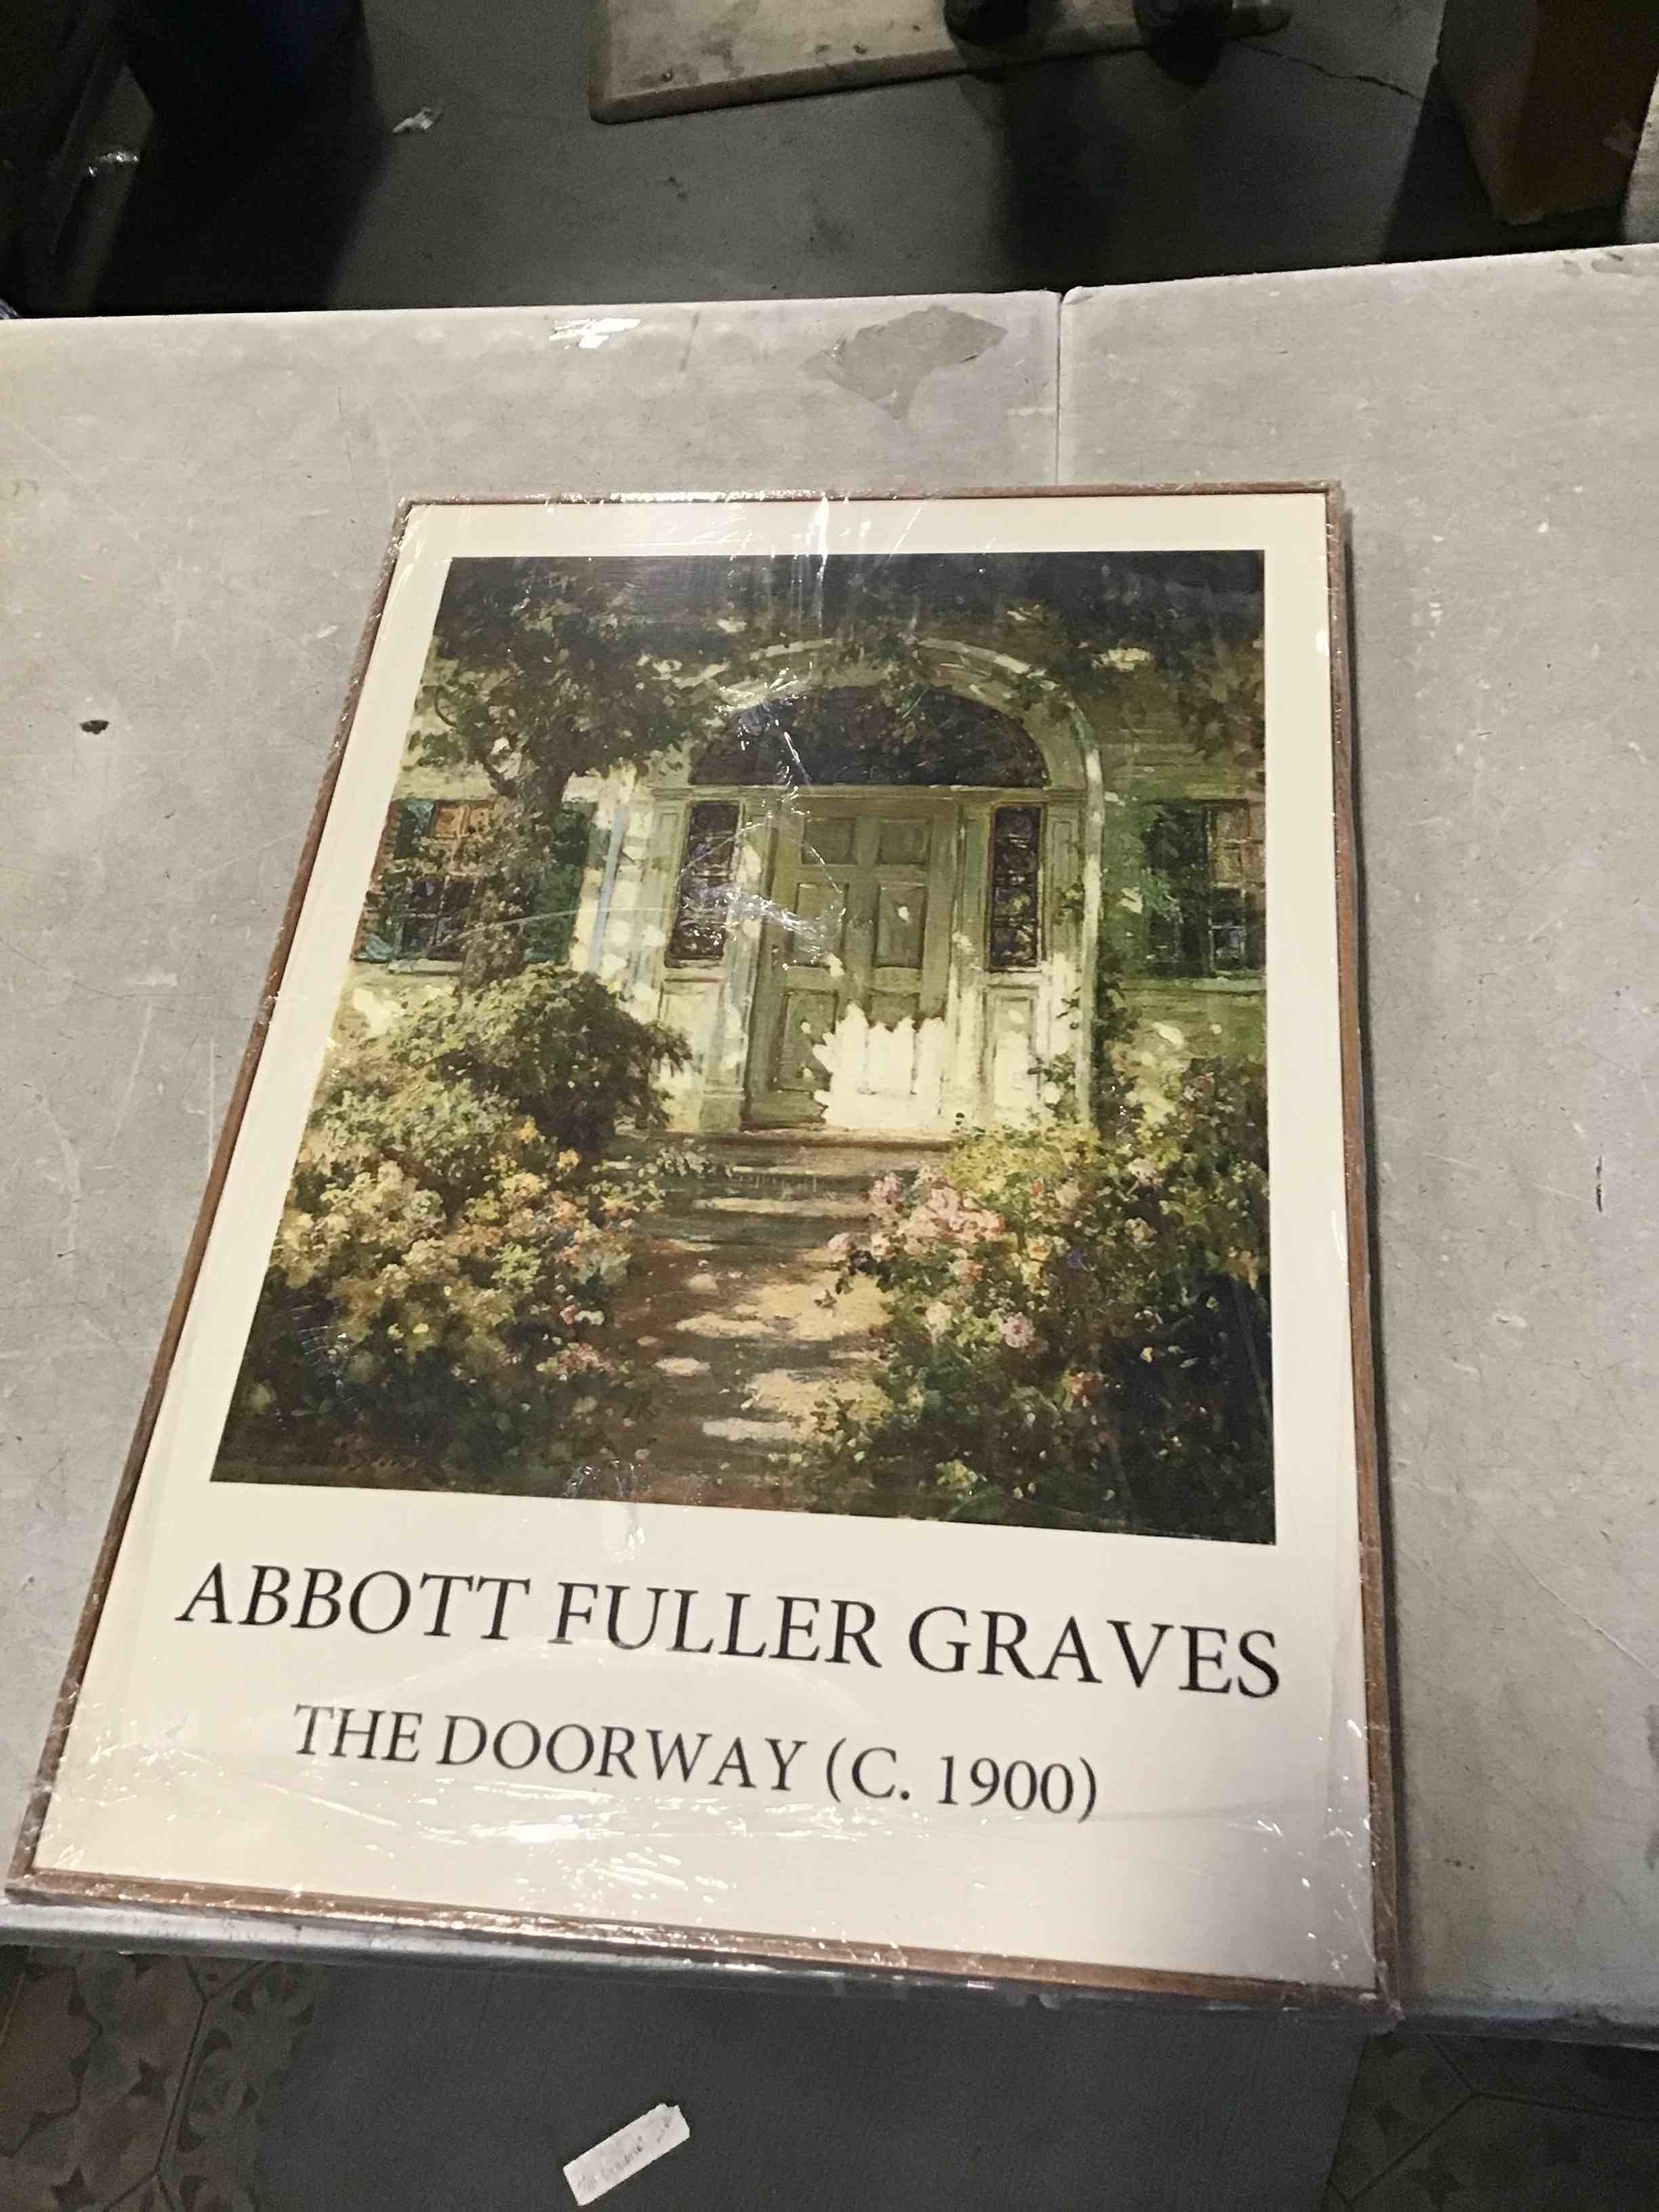 ABBOTT FULLER GRAVES
THE DOORWAY (C. 1900)